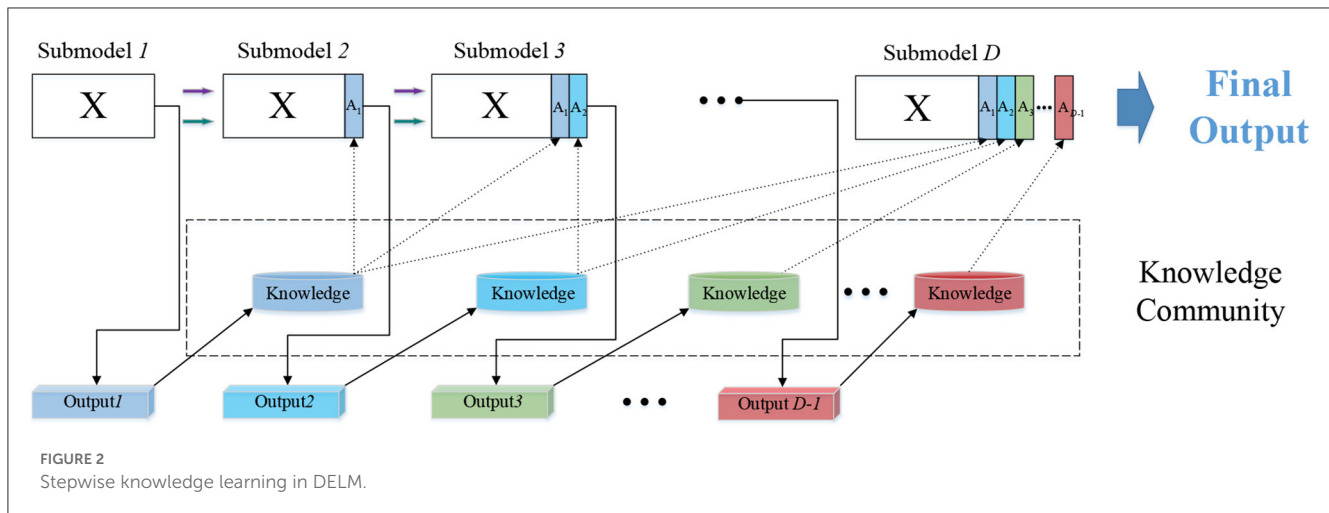 Submodel 1
Submodel 2
Submodel 3
Submodel D
X
X A₁
X A₁ A₂
•••
X A₁ A₂ A₃ ••• A_D-1
Final
Output
Knowledge
Knowledge
Knowledge
•••
Knowledge
Knowledge
Community
Output1
Output2
Output3
•••
Output D-1
FIGURE 2
Stepwise knowledge learning in DELM.